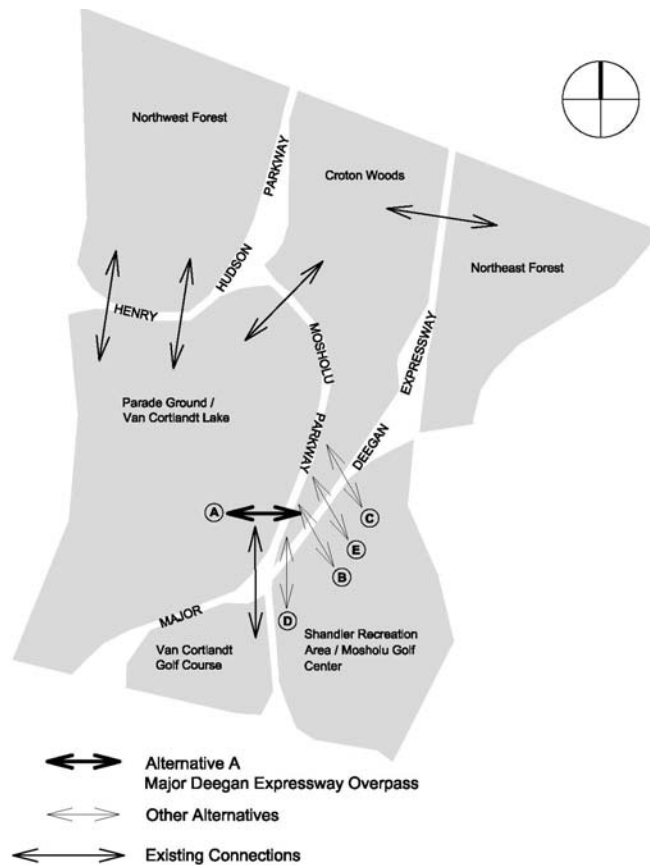 Northwest Forest
PARKWAY
Croton Woods
HUDSON
Northeast Forest
HENRY
MOSHOLU
EXPRESSWAY
Parade Ground /
Van Cortlandt Lake
PARKWAY
DEEGAN
A
C
E
B
MAJOR
D
Van Cortlandt
Golf Course
Shandler Recreation
Area / Mosholu Golf
Center
Alternative A
Major Deegan Expressway Overpass
Other Alternatives
Existing Connections